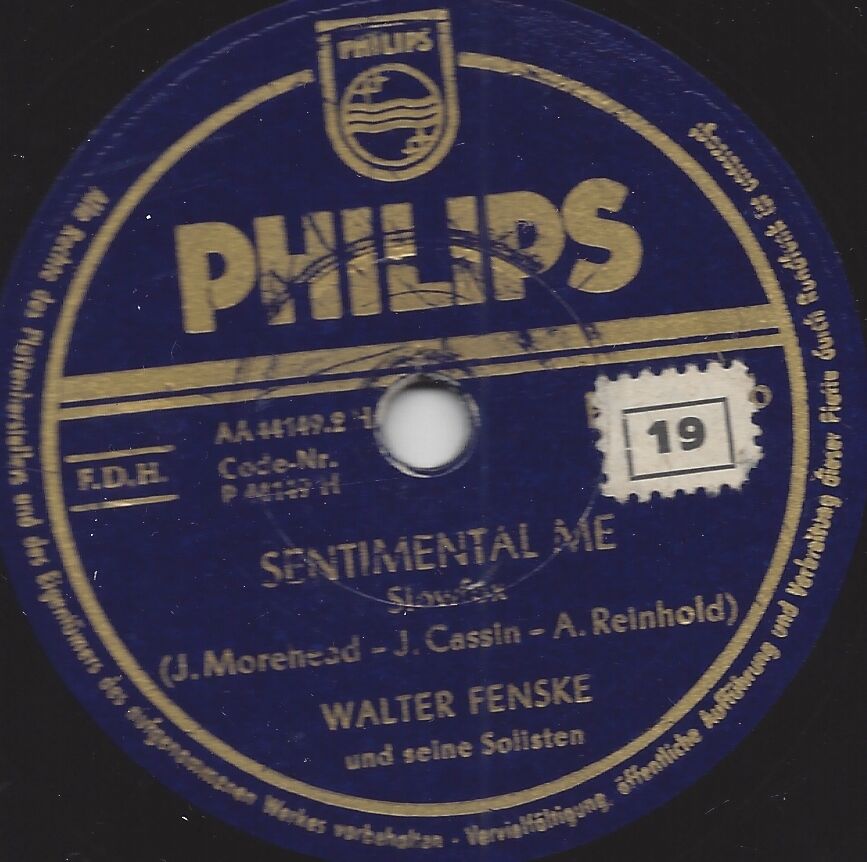 PHILIPS
PHILIPS
AA 44149.2 H
19
F.D.H.
Code-Nr.
P 44149 H
SENTIMENTAL ME
Slowfox
(J. Morehead - J. Cassin - A. Reinhold)
WALTER FENSKE
und seine Solisten
Alle Rechte des Plattenherstellers und des Eigentümers des aufgenommenen Werkes vorbehalten - Vervielfältigung, öffentliche Aufführung und Verbreitung dieser Platte durch Rundfunk ist untersagt